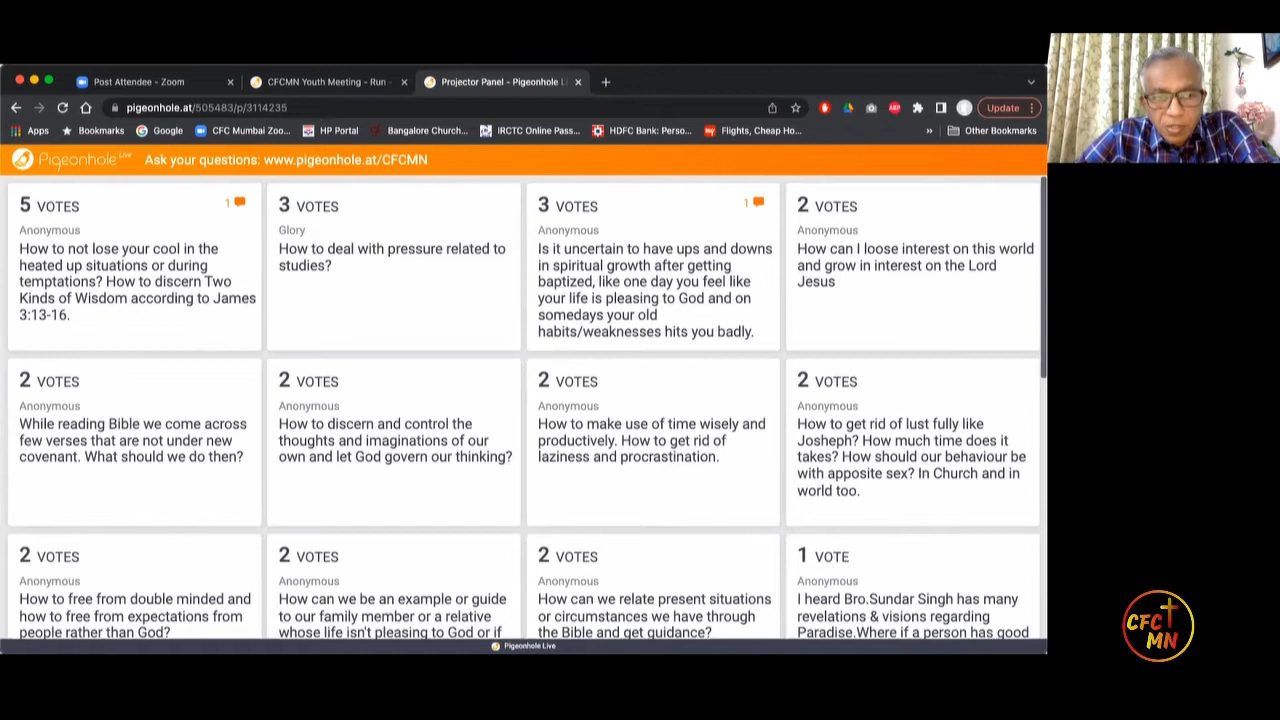 Post Attendee - Zoom
CFCMN Youth Meeting - Run
Projector Panel - Pigeonhole L
pigeonhole.at/505483/p/3114235
ABP
Update
Apps
Bookmarks
Google
CFC Mumbai Zoo...
HP Portal
Bangalore Church...
IRCTC Online Pass...
HDFC Bank: Perso...
my
Flights, Cheap Ho...
»
Other Bookmarks
Pigeonhole Live
Ask your questions: www.pigeonhole.at/CFCMN
5 VOTES
1
Anonymous
How to not lose your cool in the
heated up situations or during
temptations? How to discern Two
Kinds of Wisdom according to James
3:13-16.
3 VOTES
Glory
How to deal with pressure related to
studies?
3 VOTES
1
Anonymous
Is it uncertain to have ups and downs
in spiritual growth after getting
baptized, like one day you feel like
your life is pleasing to God and on
somedays your old
habits/weaknesses hits you badly.
2 VOTES
Anonymous
How can I loose interest on this world
and grow in interest on the Lord
Jesus
2 VOTES
Anonymous
While reading Bible we come across
few verses that are not under new
covenant. What should we do then?
2 VOTES
Anonymous
How to discern and control the
thoughts and imaginations of our
own and let God govern our thinking?
2 VOTES
Anonymous
How to make use of time wisely and
productively. How to get rid of
laziness and procrastination.
2 VOTES
Anonymous
How to get rid of lust fully like
Josheph? How much time does it
takes? How should our behaviour be
with apposite sex? In Church and in
world too.
2 VOTES
Anonymous
How to free from double minded and
how to free from expectations from
people rather than God?
2 VOTES
Anonymous
How can we be an example or guide
to our family member or a relative
whose life isn't pleasing to God or if
2 VOTES
Anonymous
How can we relate present situations
or circumstances we have through
the Bible and get guidance?
1 VOTE
Anonymous
I heard Bro.Sundar Singh has many
revelations & visions regarding
Paradise.Where if a person has good
Pigeonhole Live
CFC
MN